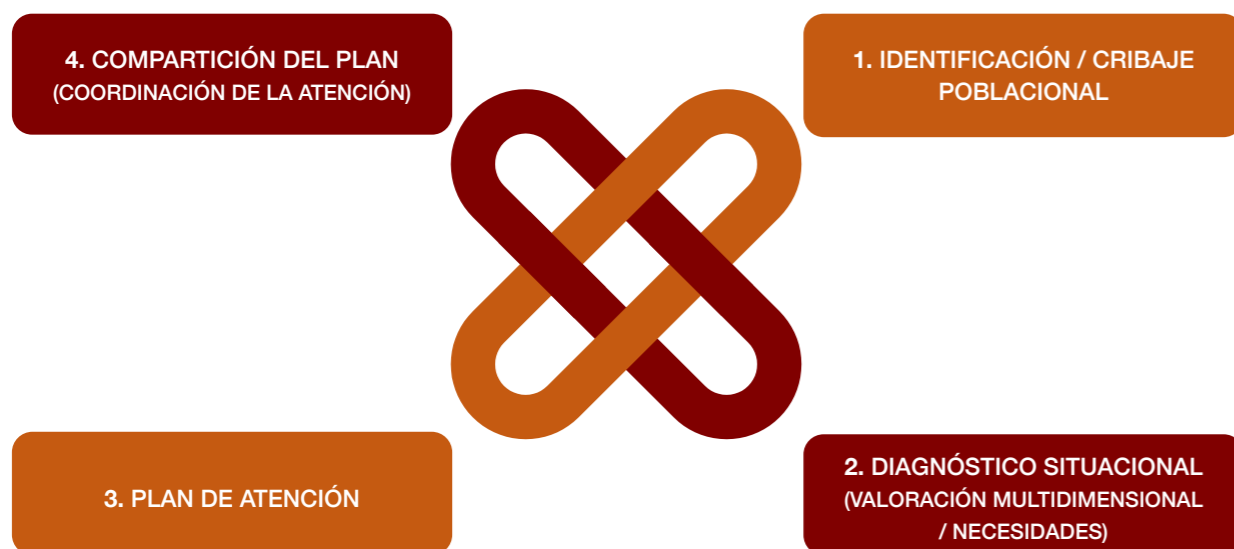 4. COMPARTICIÓN DEL PLAN
(COORDINACIÓN DE LA ATENCIÓN)
1. IDENTIFICACIÓN / CRIBAJE
POBLACIONAL
3. PLAN DE ATENCIÓN
2. DIAGNÓSTICO SITUACIONAL
(VALORACIÓN MULTIDIMENSIONAL
/ NECESIDADES)